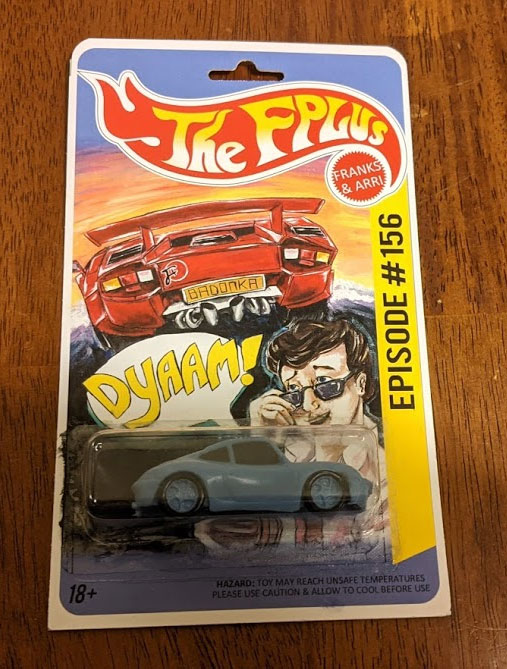 The FPlus
FRANKS
& ARRI
EPISODE #156
BADONKA
DYAAM!
18+
HAZARD: TOY MAY REACH UNSAFE TEMPERATURES
PLEASE USE CAUTION & ALLOW TO COOL BEFORE USE